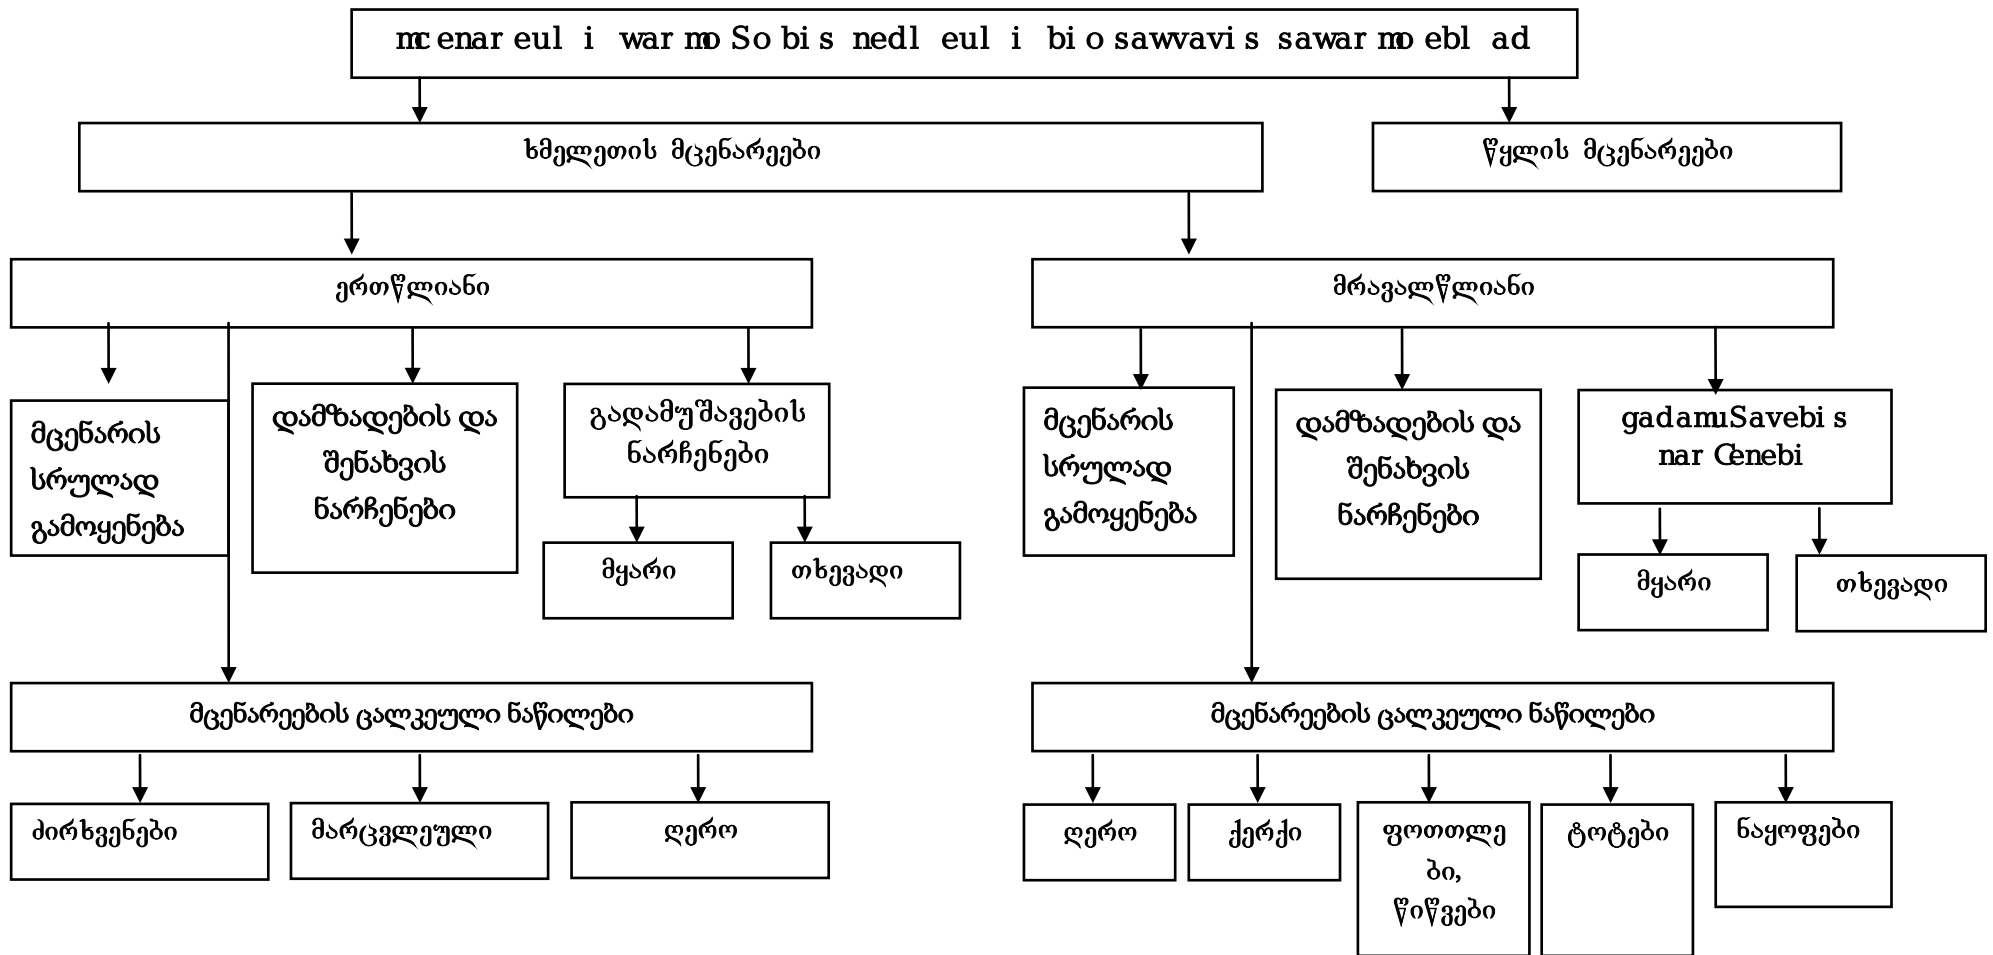 mcenareuli warmoSobis nedleuli biosawvavis sawarmoeblad
ხმელეთის მცენარეები
წყლის მცენარეები
ერთწლიანი
მრავალწლიანი
მცენარის
სრულად
გამოყენება
დამზადების და
შენახვის
ნარჩენები
გადამუშავების
ნარჩენები
მყარი
თხევადი
მცენარის
სრულად
გამოყენება
დამზადების და
შენახვის
ნარჩენები
gadamuSavebis
narCenebi
მყარი
თხევადი
მცენარეების ცალკეული ნაწილები
მცენარეების ცალკეული ნაწილები
ძირხვენები
მარცვლეული
ღერო
ღერო
ქერქი
ფოთთლე
ბი,
წიწვები
ტოტები
ნაყოფები